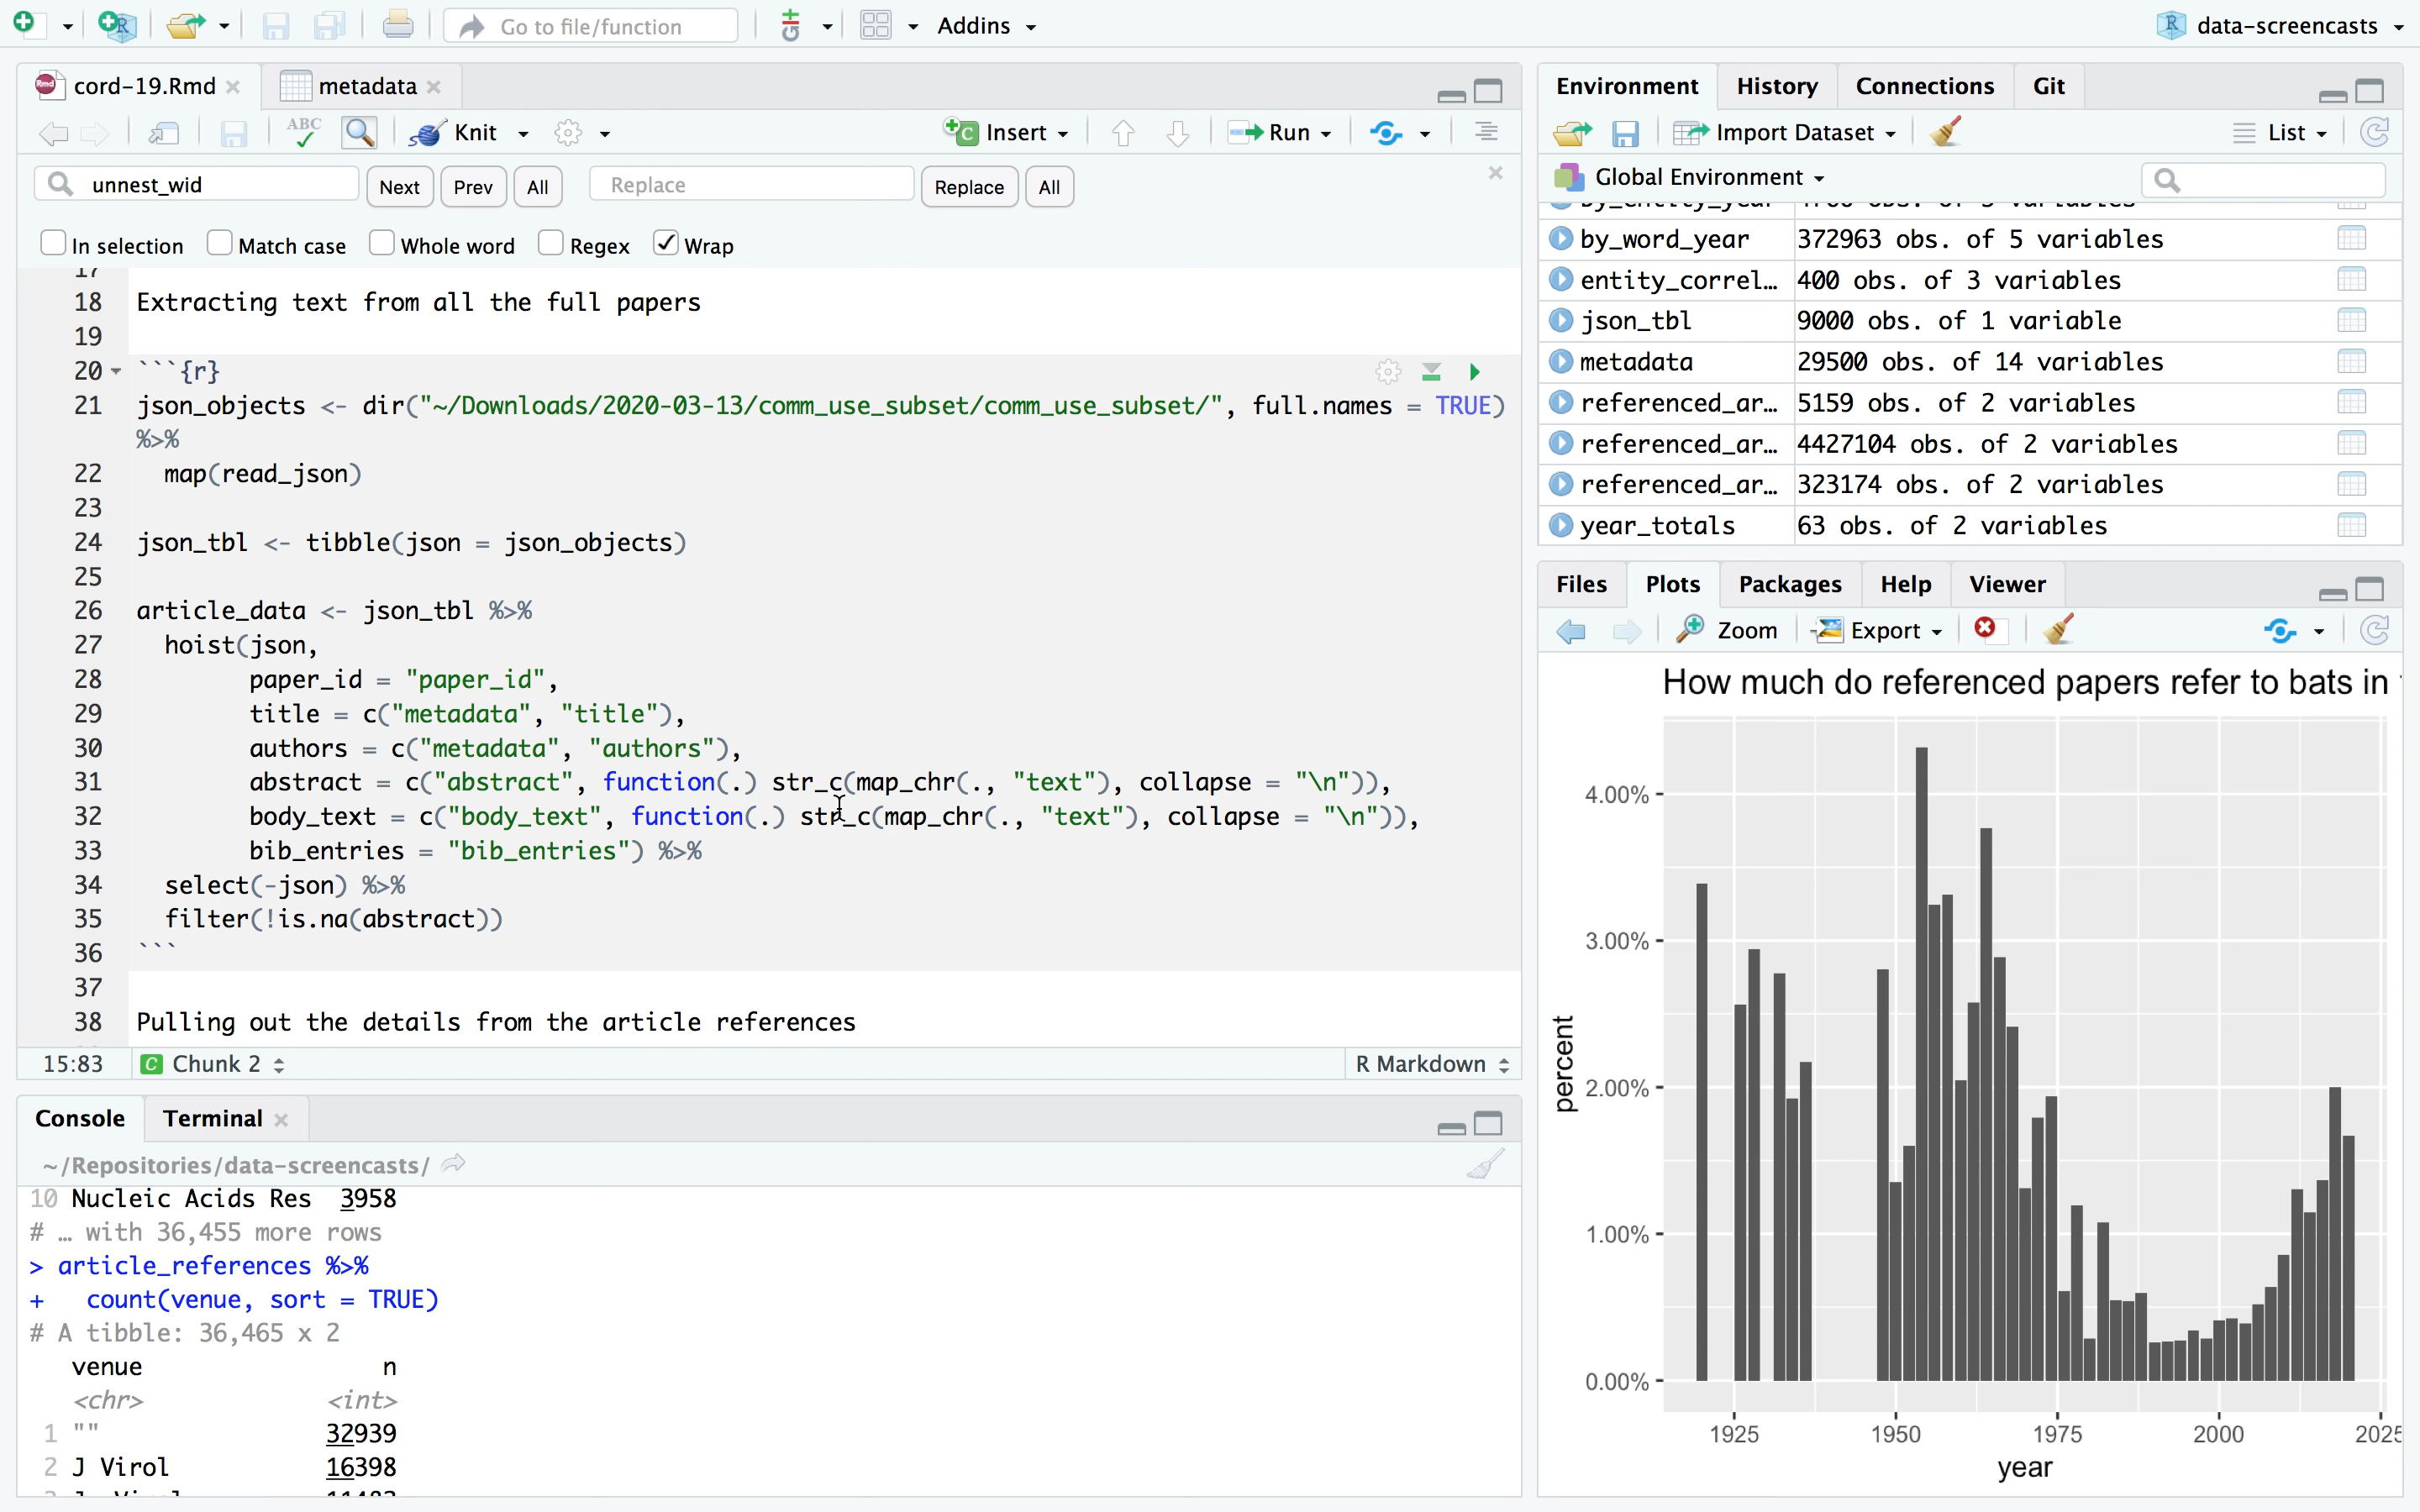 Go to file/function
Addins
data-screencasts
cord-19.Rmd
metadata
ABC
Knit
Insert
Run
unnest_wid
Next
Prev
All
Replace
Replace
All
In selection
Match case
Whole word
Regex
Wrap
17
18 Extracting text from all the full papers
19
20 ```{r}
21 json_objects <- dir("~/Downloads/2020-03-13/comm_use_subset/comm_use_subset/", full.names = TRUE)
%>%
22 map(read_json)
23
24 json_tbl <- tibble(json = json_objects)
25
26 article_data <- json_tbl %>%
27 hoist(json,
28 paper_id = "paper_id",
29 title = c("metadata", "title"),
30 authors = c("metadata", "authors"),
31 abstract = c("abstract", function(.) str_c(map_chr(., "text"), collapse = "\n")),
32 body_text = c("body_text", function(.) str_c(map_chr(., "text"), collapse = "\n")),
33 bib_entries = "bib_entries") %>%
34 select(-json) %>%
35 filter(!is.na(abstract))
36 ```
37
38 Pulling out the details from the article references
15:83
C Chunk 2
R Markdown
Console
Terminal
~/Repositories/data-screencasts/
10 Nucleic Acids Res 3958
# … with 36,455 more rows
> article_references %>%
+ count(venue, sort = TRUE)
# A tibble: 36,465 x 2
venue n
<chr> <int>
1 "" 32939
2 J Virol 16398
Environment
History
Connections
Git
Import Dataset
List
Global Environment
by_word_year 372963 obs. of 5 variables
entity_correl… 400 obs. of 3 variables
json_tbl 9000 obs. of 1 variable
metadata 29500 obs. of 14 variables
referenced_ar… 5159 obs. of 2 variables
referenced_ar… 4427104 obs. of 2 variables
referenced_ar… 323174 obs. of 2 variables
year_totals 63 obs. of 2 variables
Files
Plots
Packages
Help
Viewer
Zoom
Export
How much do referenced papers refer to bats in
4.00%
3.00%
2.00%
1.00%
0.00%
percent
1925 1950 1975 2000 2025
year